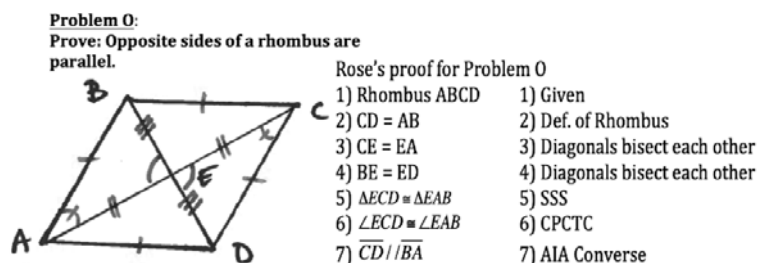 Problem O:
Prove: Opposite sides of a rhombus are
parallel.
Rose's proof for Problem O
1) Rhombus ABCD 1) Given
2) CD = AB 2) Def. of Rhombus
3) CE = EA 3) Diagonals bisect each other
4) BE = ED 4) Diagonals bisect each other
5) ΔECD ≅ ΔEAB 5) SSS
6) ∠ECD ≅ ∠EAB 6) CPCTC
7) CD//BA 7) AIA Converse
B
C
E
A
D